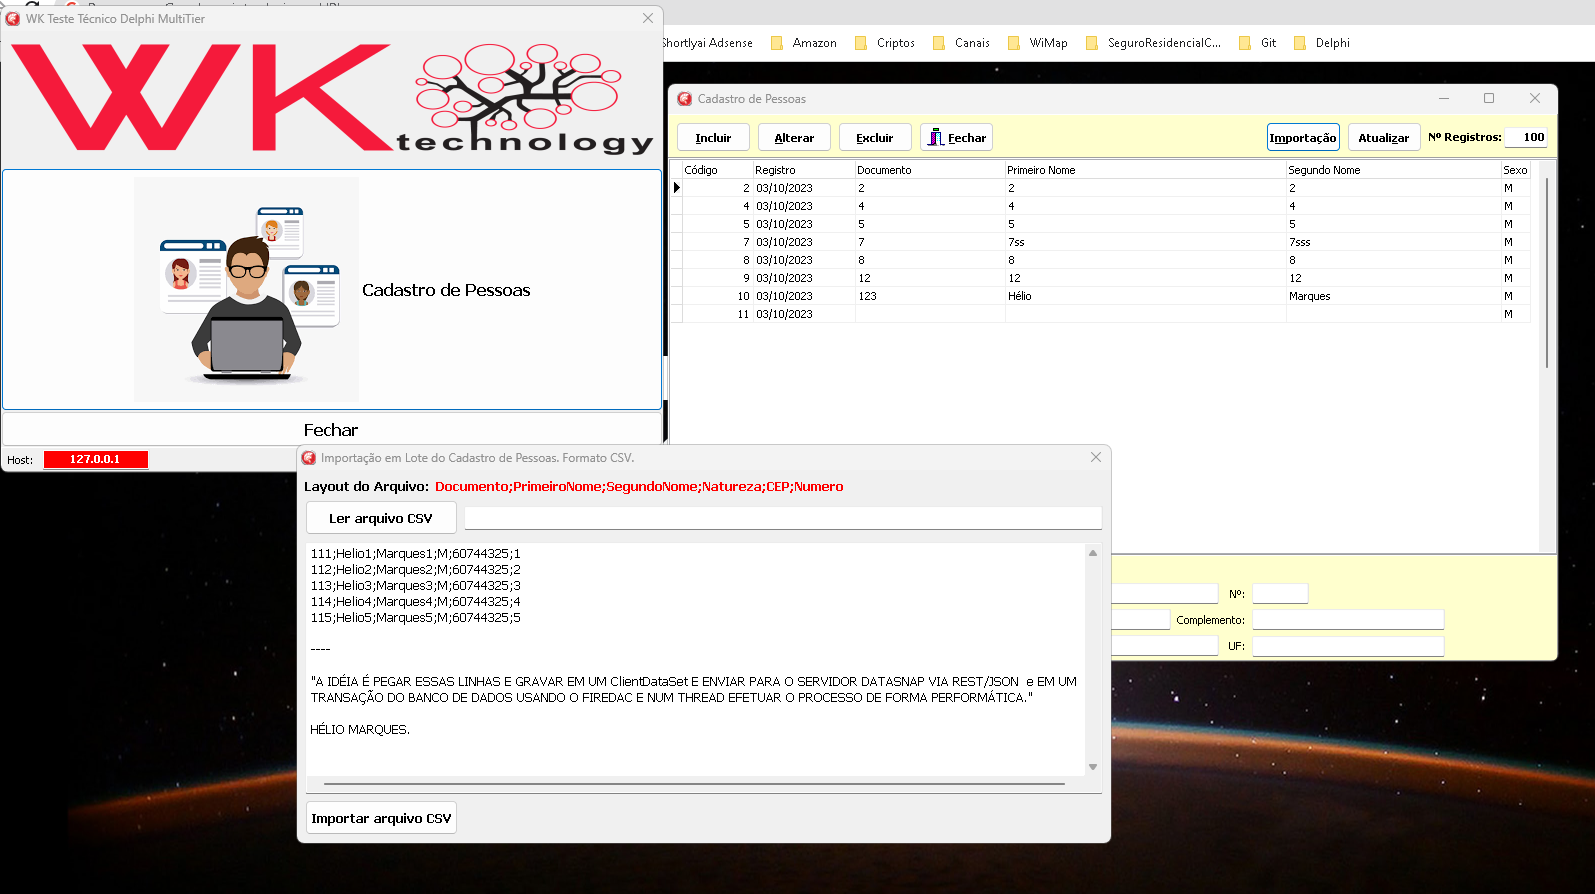 WK Teste Técnico Delphi MultiTier
WK
technology
Cadastro de Pessoas
Fechar
Host: 127.0.0.1
Shortlyai Adsense Amazon Criptos Canais WiMap SeguroResidencialC... Git Delphi
Cadastro de Pessoas
Incluir Alterar Excluir Fechar Importação Atualizar Nº Registros: 100
Código Registro Documento Primeiro Nome Segundo Nome Sexo
2 03/10/2023 2 2 2 M
4 03/10/2023 4 4 4 M
5 03/10/2023 5 5 5 M
7 03/10/2023 7 7ss 7sss M
8 03/10/2023 8 8 8 M
9 03/10/2023 12 12 12 M
10 03/10/2023 123 Hélio Marques M
11 03/10/2023 M
Nº:
Complemento:
UF:
Importação em Lote do Cadastro de Pessoas. Formato CSV.
Layout do Arquivo: Documento;PrimeiroNome;SegundoNome;Natureza;CEP;Numero
Ler arquivo CSV
111;Helio1;Marques1;M;60744325;1
112;Helio2;Marques2;M;60744325;2
113;Helio3;Marques3;M;60744325;3
114;Helio4;Marques4;M;60744325;4
115;Helio5;Marques5;M;60744325;5
----
"A IDÉIA É PEGAR ESSAS LINHAS E GRAVAR EM UM ClientDataSet E ENVIAR PARA O SERVIDOR DATASNAP VIA REST/JSON e EM UM
TRANSAÇÃO DO BANCO DE DADOS USANDO O FIREDAC E NUM THREAD EFETUAR O PROCESSO DE FORMA PERFORMÁTICA."
HÉLIO MARQUES.
Importar arquivo CSV